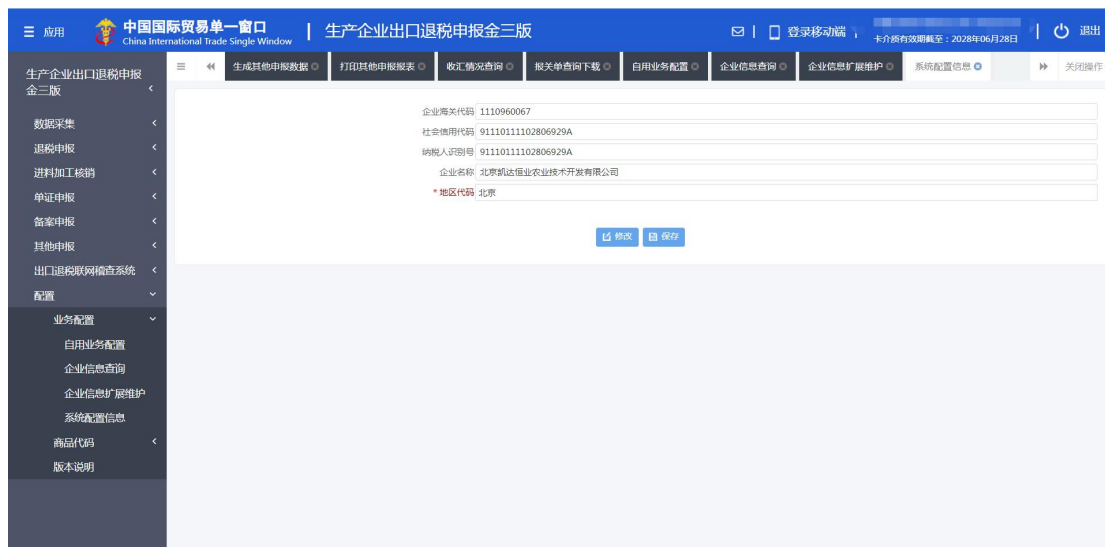 应用
中国国际贸易单一窗口
China International Trade Single Window
生产企业出口退税申报金三版
登录移动端
卡介质有效期截至：2028年06月28日
退出
生产企业出口退税申报金三版
生成其他申报数据
打印其他申报报表
收汇情况查询
报关单查询下载
自用业务配置
企业信息查询
企业信息扩展维护
系统配置信息
关闭操作
数据采集
退税申报
进料加工核销
单证申报
备案申报
其他申报
出口退税联网稽查系统
配置
业务配置
自用业务配置
企业信息查询
企业信息扩展维护
系统配置信息
商品代码
版本说明
企业海关代码 1110960067
社会信用代码 91110111102806929A
纳税人识别号 91110111102806929A
企业名称 北京凯达恒业农业技术开发有限公司
*地区代码 北京
修改
保存